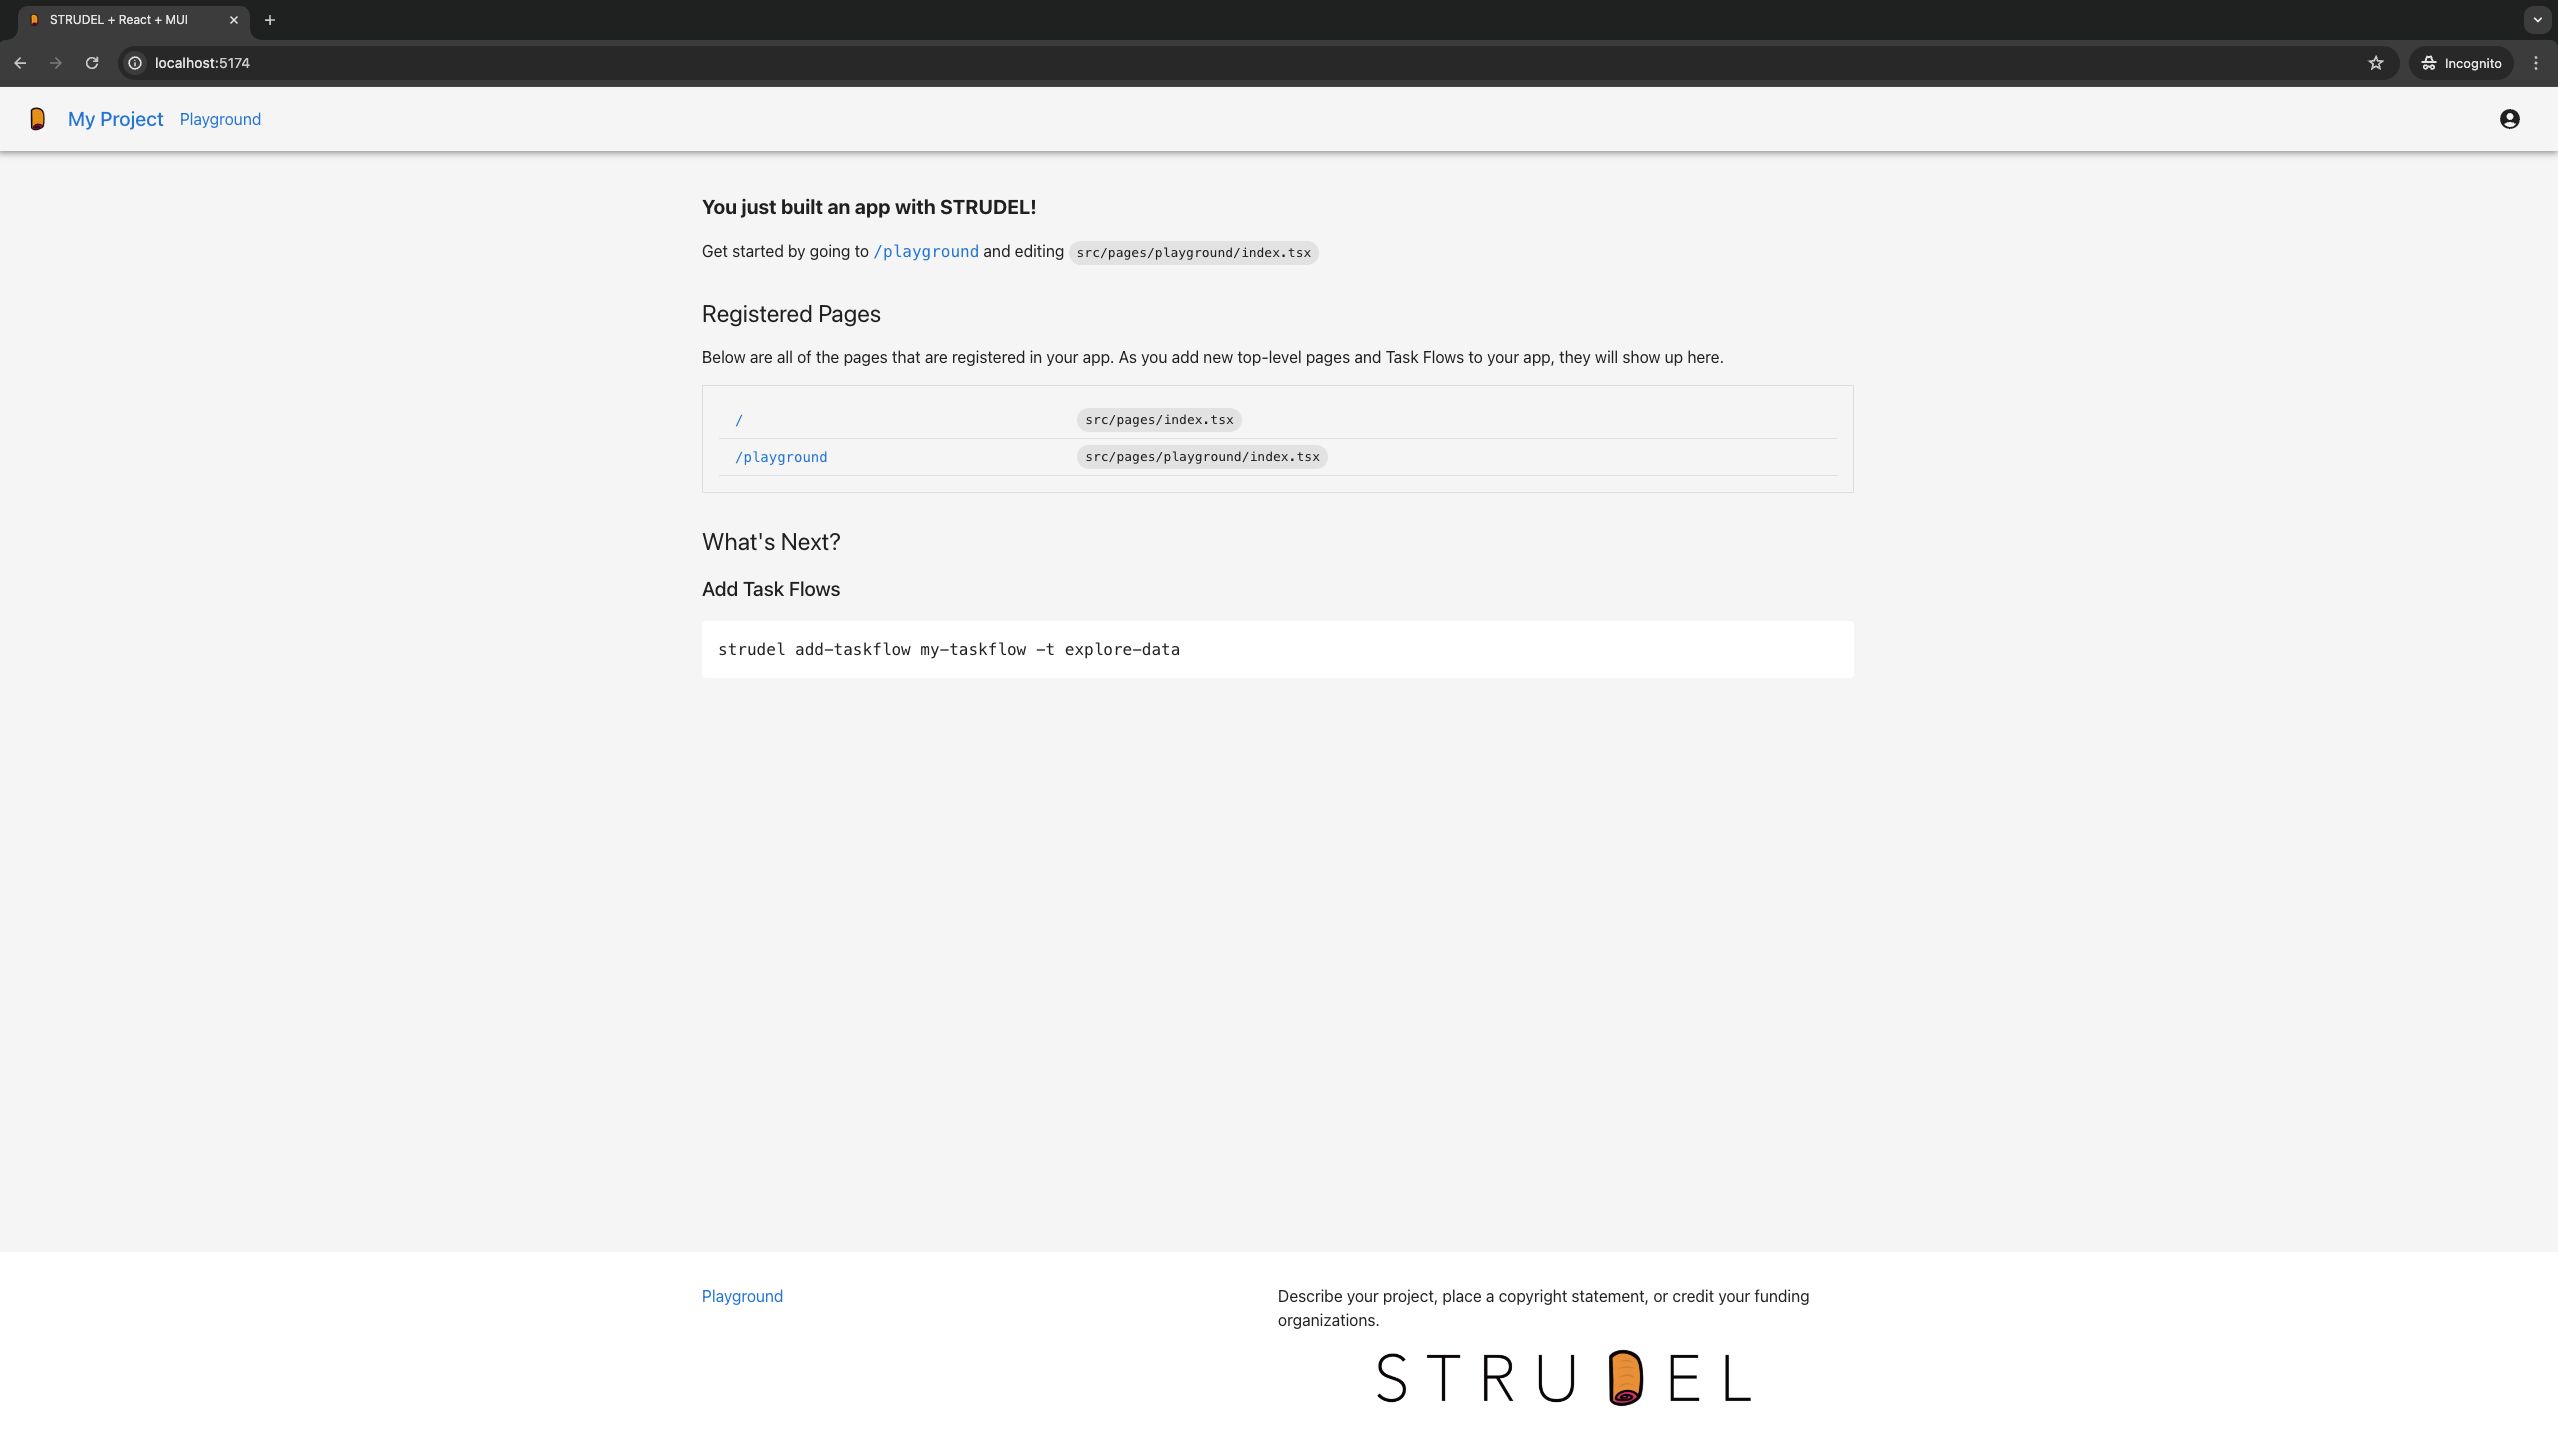 STRUDEL + React + MUI
localhost:5174
Incognito
My Project Playground
You just built an app with STRUDEL!
Get started by going to /playground and editing src/pages/playground/index.tsx
Registered Pages
Below are all of the pages that are registered in your app. As you add new top-level pages and Task Flows to your app, they will show up here.
/ src/pages/index.tsx
/playground src/pages/playground/index.tsx
What's Next?
Add Task Flows
strudel add-taskflow my-taskflow -t explore-data
Playground
Describe your project, place a copyright statement, or credit your funding
organizations.
STRUDEL